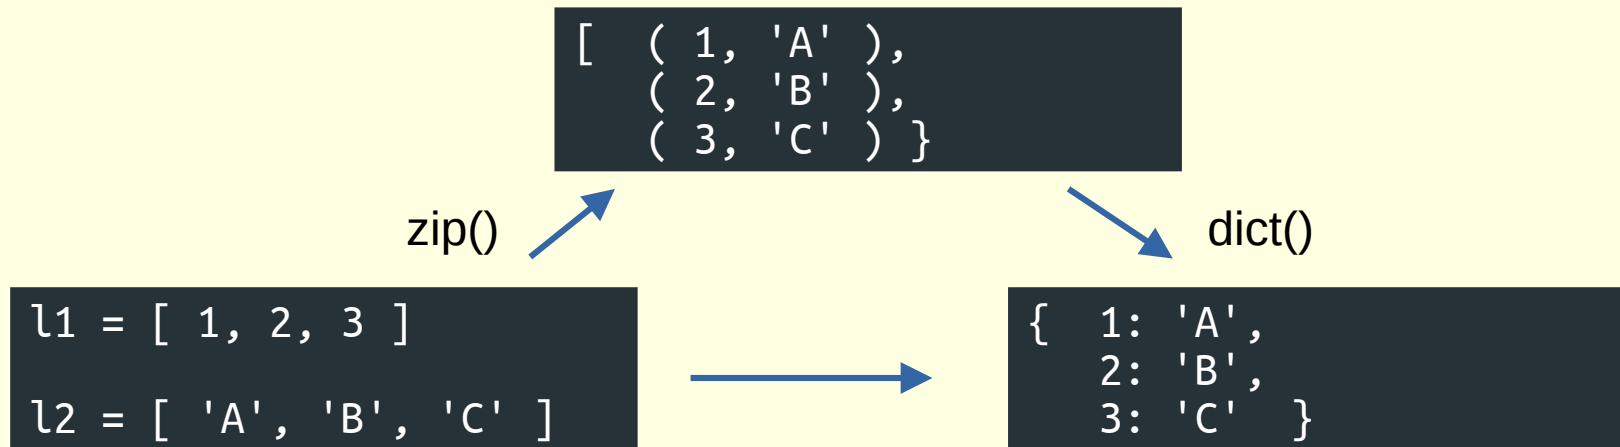 [  ( 1, 'A' ),
   ( 2, 'B' ),
   ( 3, 'C' ) }
zip()
dict()
l1 = [ 1, 2, 3 ]
l2 = [ 'A', 'B', 'C' ]
{  1: 'A',
   2: 'B',
   3: 'C'  }